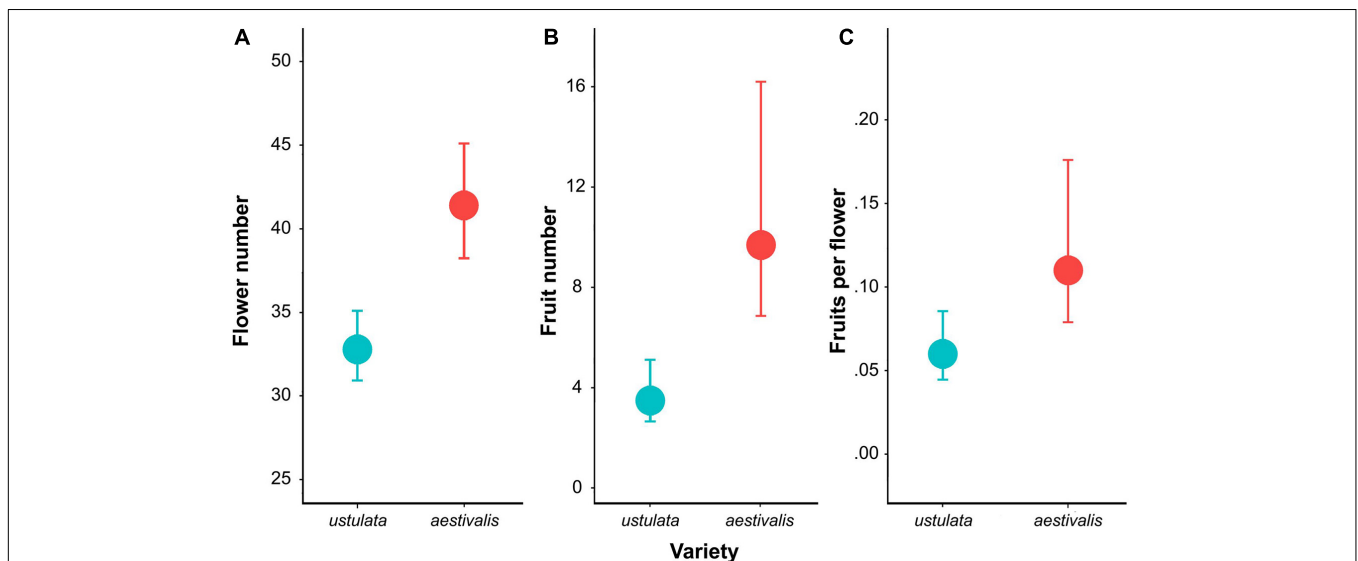 A
Flower number
50
45
40
35
30
25
ustulata
aestivalis
B
Fruit number
16
12
8
4
0
ustulata
aestivalis
C
Fruits per flower
.20
.15
.10
.05
.00
ustulata
aestivalis
Variety